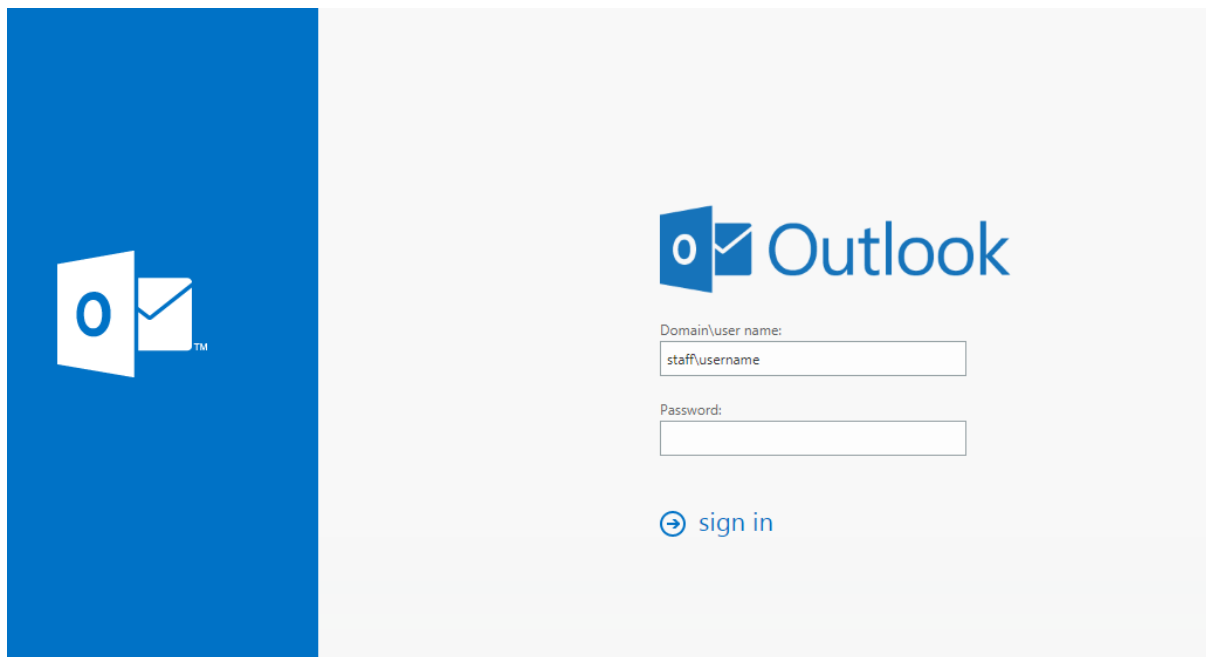 O
TM
O Outlook
Domain\user name:
staff\username
Password:
sign in